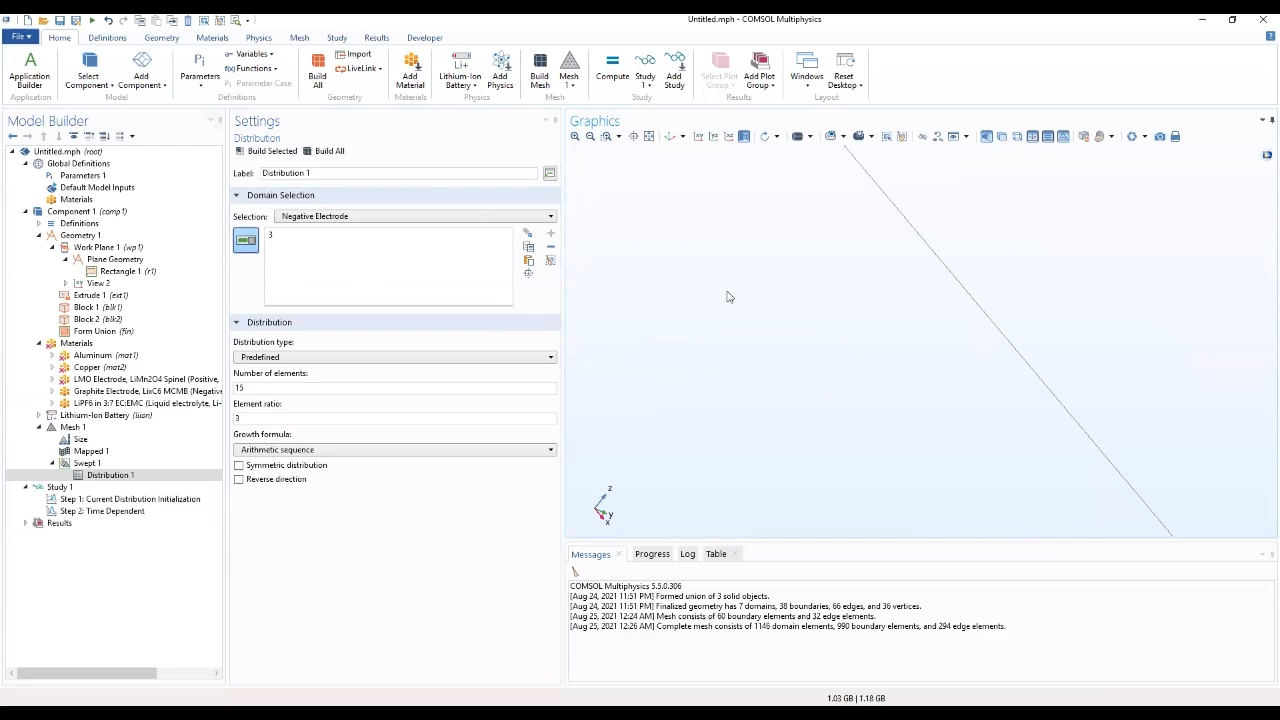 Untitled.mph - COMSOL Multiphysics
File
Home
Definitions
Geometry
Materials
Physics
Mesh
Study
Results
Developer
Application Builder
Application
Select Component
Add Component
Model
Parameters
a= Variables
f(x) Functions
Pi Parameter Case
Definitions
Build All
Import
LiveLink
Geometry
Add Material
Materials
Lithium-Ion Battery
Add Physics
Physics
Build Mesh
Mesh 1
Mesh
Compute
Study 1
Add Study
Study
Select Plot Group
Add Plot Group
Results
Windows
Reset Desktop
Layout
Model Builder
Untitled.mph (root)
Global Definitions
Parameters 1
Default Model Inputs
Materials
Component 1 (comp1)
Definitions
Geometry 1
Work Plane 1 (wp1)
Plane Geometry
Rectangle 1 (r1)
View 2
Extrude 1 (ext1)
Block 1 (blk1)
Block 2 (blk2)
Form Union (fin)
Materials
Aluminum (mat1)
Copper (mat2)
LMO Electrode, LiMn2O4 Spinel (Positive,
Graphite Electrode, LixC6 MCMB (Negative
LiPF6 in 3:7 EC:EMC (Liquid electrolyte, Li-
Lithium-Ion Battery (liion)
Mesh 1
Size
Mapped 1
Swept 1
Distribution 1
Study 1
Step 1: Current Distribution Initialization
Step 2: Time Dependent
Results
Settings
Distribution
Build Selected
Build All
Label: Distribution 1
Domain Selection
Selection: Negative Electrode
3
Distribution
Distribution type:
Predefined
Number of elements:
15
Element ratio:
3
Growth formula:
Arithmetic sequence
Symmetric distribution
Reverse direction
Graphics
z
y
x
Messages
Progress
Log
Table
COMSOL Multiphysics 5.5.0.306
[Aug 24, 2021 11:51 PM] Formed union of 3 solid objects.
[Aug 24, 2021 11:51 PM] Finalized geometry has 7 domains, 38 boundaries, 66 edges, and 36 vertices.
[Aug 25, 2021 12:24 AM] Mesh consists of 60 boundary elements and 32 edge elements.
[Aug 25, 2021 12:26 AM] Complete mesh consists of 1146 domain elements, 990 boundary elements, and 294 edge elements.
1.03 GB | 1.18 GB